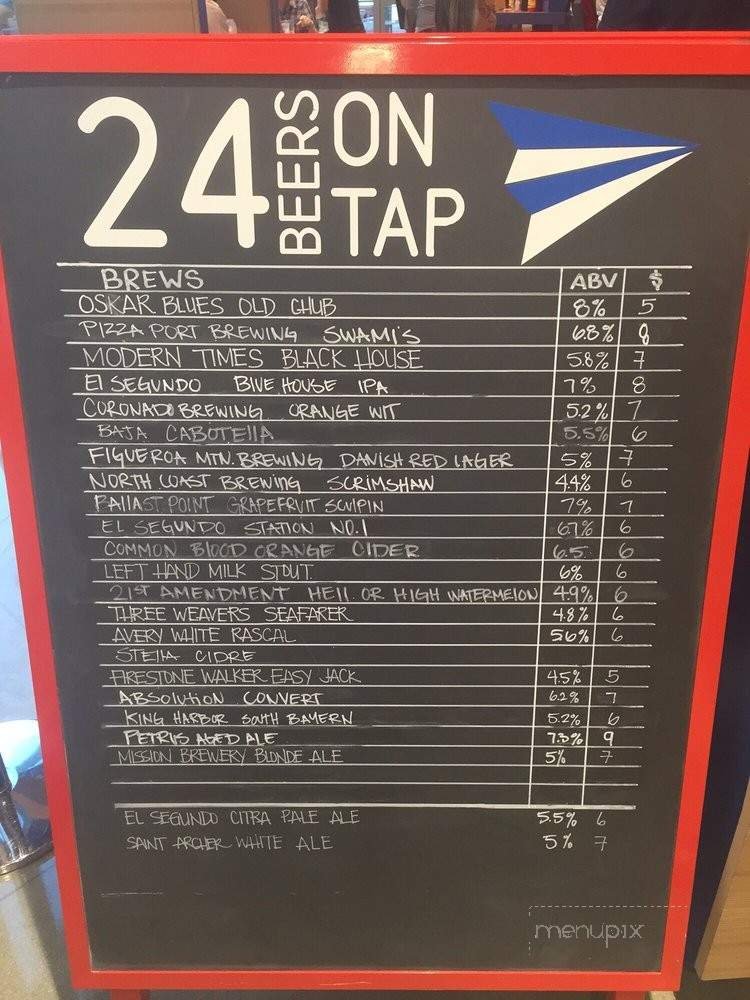 24 BEERS ON TAP
BREWS ABV $
OSKAR BLUES OLD CHUB 8% 5
PIZZA PORT BREWING SWAMI'S 6.8% 8
MODERN TIMES BLACK HOUSE 5.8% 7
El SEGUNDO BlUE HOUSE IPA 7% 8
CORONADO BREWING ORANGE WIT 5.2% 7
BAJA CABOTEllA 5.5% 6
FIGUEROA MTN. BREWING DANISH RED LAGER 5% 7
NORTH COAST BREWING SCRIMSHAW 4.4% 6
BAllAST POINT GRAPEFRUIT SCUlPIN 7% 7
EL SEGUNDO STATION NO.1 6.7% 6
COMMON BlOOD ORANGE CIDER 6.5 6
LEFT HAND MILK STOUT 6% 6
21ST AMENDMENT HEll OR HIGH WATERMElON 4.9% 6
THREE WEAVERS SEAFARER 4.8% 6
AVERY WHITE RASCAL 5.6% 6
STEllA CIDRE
FIRESTONE WALKER EASY JACK 4.5% 5
ABSOlUTiON CONVERT 6.2% 7
KING HARBOR SOUTH BAYERN 5.2% 6
PETRUS AGED ALE 7.3% 9
MISSION BREWERY BLONDE ALE 5% 7
EL SEGUNDO CITRA PALE ALE 5.5% 6
SAINT ARCHER WHITE ALE 5% 7
menupix